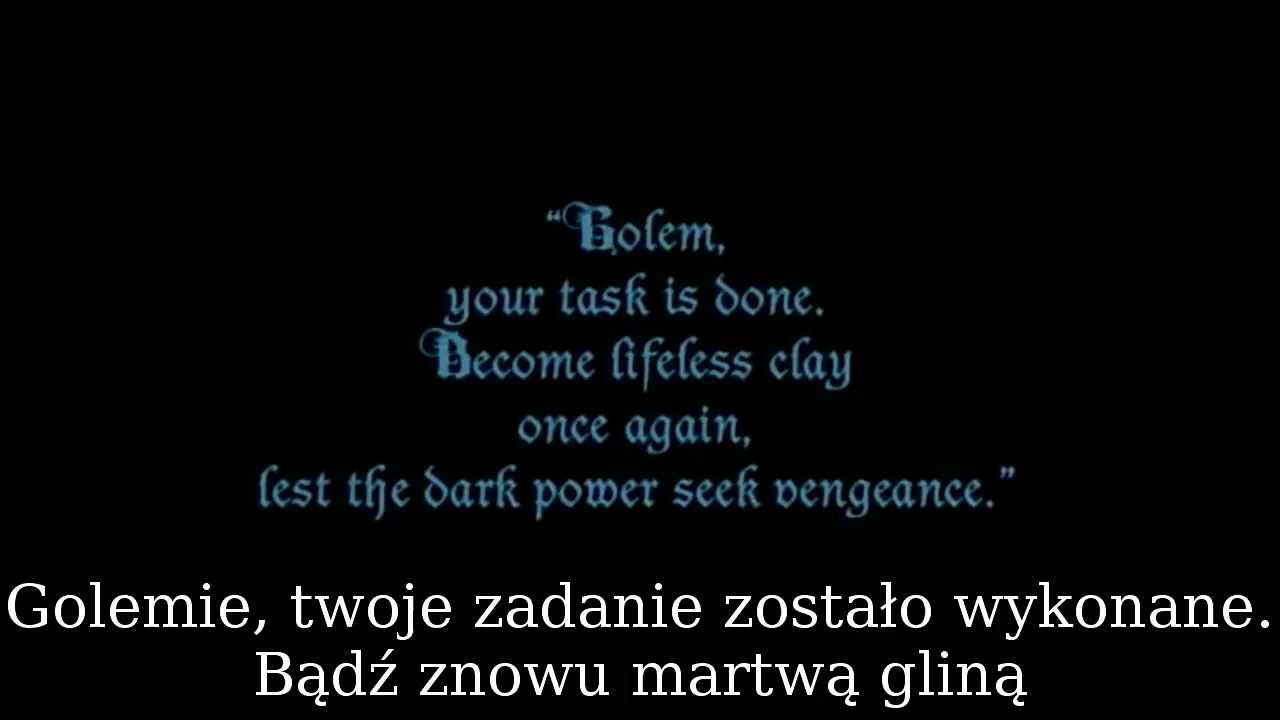 “Golem,
your task is done.
Become lifeless clay
once again,
lest the dark power seek vengeance.”
Golemie, twoje zadanie zostało wykonane.
Bądź znowu martwą gliną